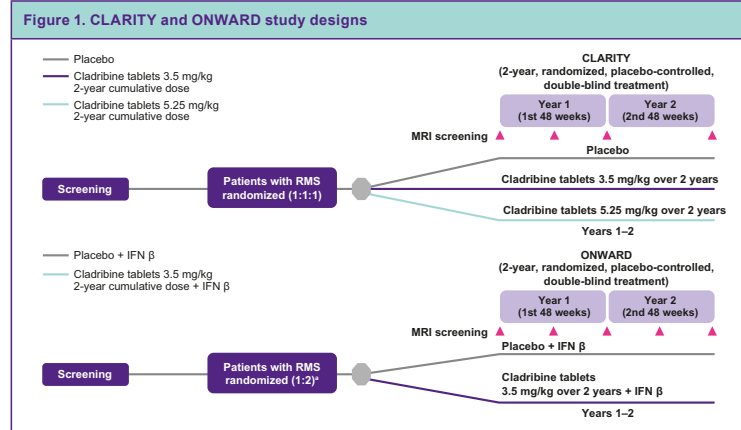 Figure 1. CLARITY and ONWARD study designs
Placebo
Cladribine tablets 3.5 mg/kg
2-year cumulative dose
Cladribine tablets 5.25 mg/kg
2-year cumulative dose
CLARITY
(2-year, randomized, placebo-controlled,
double-blind treatment)
Year 1
(1st 48 weeks)
Year 2
(2nd 48 weeks)
MRI screening
Placebo
Screening
Patients with RMS
randomized (1:1:1)
Cladribine tablets 3.5 mg/kg over 2 years
Cladribine tablets 5.25 mg/kg over 2 years
Years 1–2
Placebo + IFN β
Cladribine tablets 3.5 mg/kg
2-year cumulative dose + IFN β
ONWARD
(2-year, randomized, placebo-controlled,
double-blind treatment)
Year 1
(1st 48 weeks)
Year 2
(2nd 48 weeks)
MRI screening
Placebo + IFN β
Screening
Patients with RMS
randomized (1:2)ᵃ
Cladribine tablets
3.5 mg/kg over 2 years + IFN β
Years 1–2